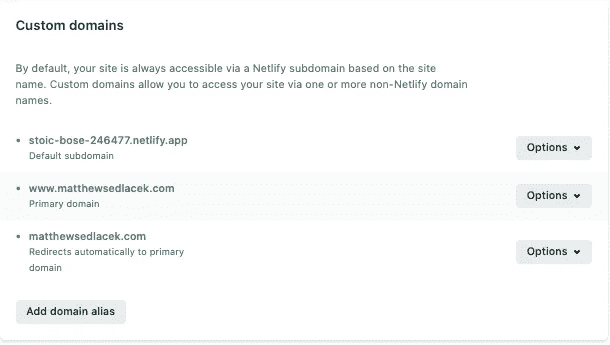 Custom domains
By default, your site is always accessible via a Netlify subdomain based on the site
name. Custom domains allow you to access your site via one or more non-Netlify domain
names.
stoic-bose-246477.netlify.app
Default subdomain
Options
www.matthewsedlacek.com
Primary domain
Options
matthewsedlacek.com
Redirects automatically to primary
domain
Options
Add domain alias